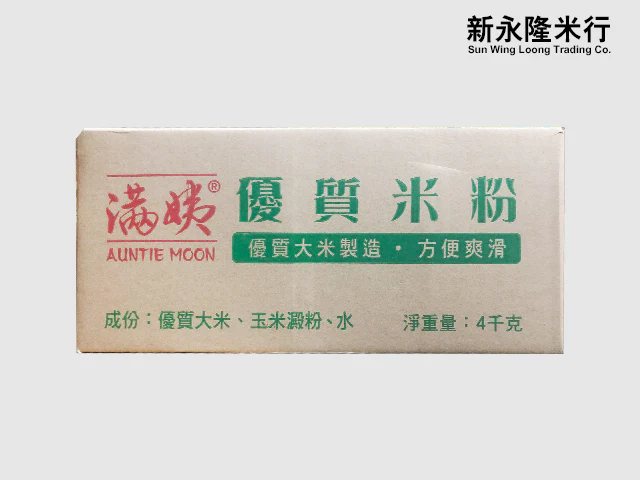 新永隆米行
Sun Wing Loong Trading Co.
滿姨®
AUNTIE MOON
優質米粉
優質大米製造・方便爽滑
成份：優質大米、玉米澱粉、水
淨重量：4千克